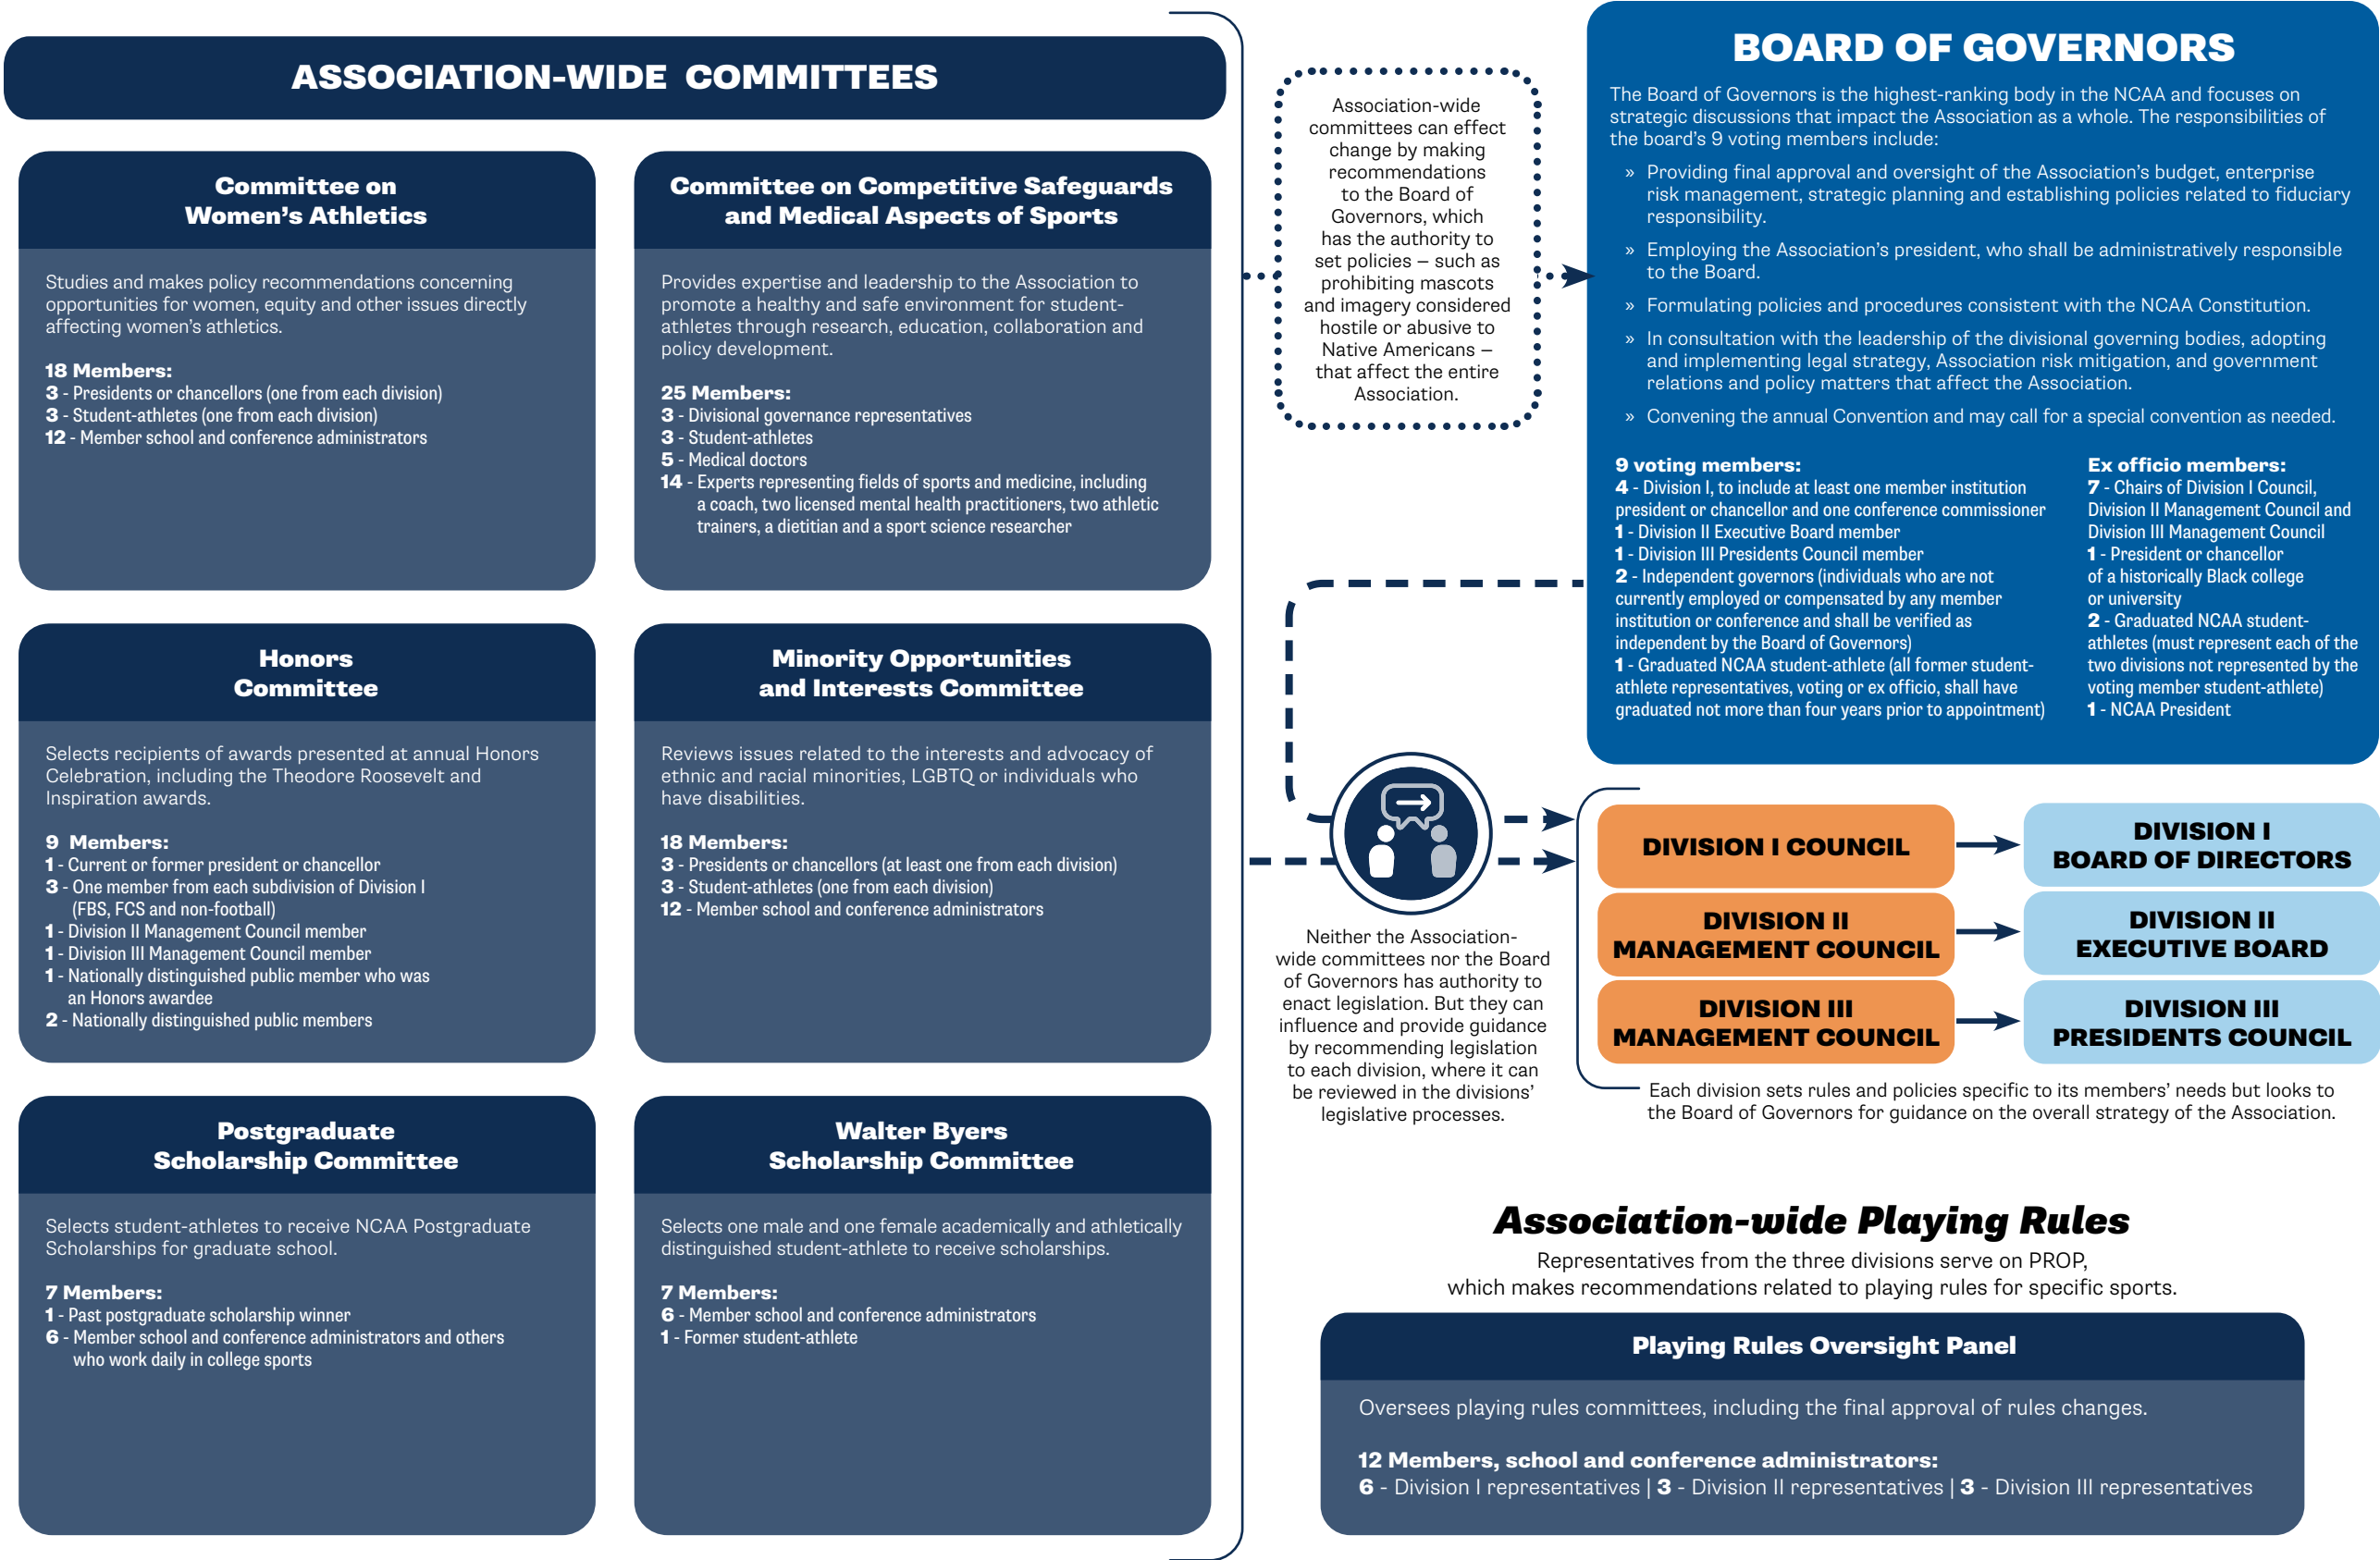 ASSOCIATION-WIDE COMMITTEES
Committee on
Women's Athletics
Studies and makes policy recommendations concerning
opportunities for women, equity and other issues directly
affecting women's athletics.
18 Members:
3 - Presidents or chancellors (one from each division)
3 - Student-athletes (one from each division)
12 - Member school and conference administrators
Committee on Competitive Safeguards
and Medical Aspects of Sports
Provides expertise and leadership to the Association to
promote a healthy and safe environment for student-
athletes through research, education, collaboration and
policy development.
25 Members:
3 - Divisional governance representatives
3 - Student-athletes
5 - Medical doctors
14 - Experts representing fields of sports and medicine, including
a coach, two licensed mental health practitioners, two athletic
trainers, a dietitian and a sport science researcher
Honors
Committee
Selects recipients of awards presented at annual Honors
Celebration, including the Theodore Roosevelt and
Inspiration awards.
9 Members:
1 - Current or former president or chancellor
3 - One member from each subdivision of Division I
(FBS, FCS and non-football)
1 - Division II Management Council member
1 - Division III Management Council member
1 - Nationally distinguished public member who was
an Honors awardee
2 - Nationally distinguished public members
Minority Opportunities
and Interests Committee
Reviews issues related to the interests and advocacy of
ethnic and racial minorities, LGBTQ or individuals who
have disabilities.
18 Members:
3 - Presidents or chancellors (at least one from each division)
3 - Student-athletes (one from each division)
12 - Member school and conference administrators
Postgraduate
Scholarship Committee
Selects student-athletes to receive NCAA Postgraduate
Scholarships for graduate school.
7 Members:
1 - Past postgraduate scholarship winner
6 - Member school and conference administrators and others
who work daily in college sports
Walter Byers
Scholarship Committee
Selects one male and one female academically and athletically
distinguished student-athlete to receive scholarships.
7 Members:
6 - Member school and conference administrators
1 - Former student-athlete
Association-wide
committees can effect
change by making
recommendations
to the Board of
Governors, which
has the authority to
set policies – such as
prohibiting mascots
and imagery considered
hostile or abusive to
Native Americans –
that affect the entire
Association.
BOARD OF GOVERNORS
The Board of Governors is the highest-ranking body in the NCAA and focuses on
strategic discussions that impact the Association as a whole. The responsibilities of
the board's 9 voting members include:
» Providing final approval and oversight of the Association's budget, enterprise
risk management, strategic planning and establishing policies related to fiduciary
responsibility.
» Employing the Association's president, who shall be administratively responsible
to the Board.
» Formulating policies and procedures consistent with the NCAA Constitution.
» In consultation with the leadership of the divisional governing bodies, adopting
and implementing legal strategy, Association risk mitigation, and government
relations and policy matters that affect the Association.
» Convening the annual Convention and may call for a special convention as needed.
9 voting members:
4 - Division I, to include at least one member institution
president or chancellor and one conference commissioner
1 - Division II Executive Board member
1 - Division III Presidents Council member
2 - Independent governors (individuals who are not
currently employed or compensated by any member
institution or conference and shall be verified as
independent by the Board of Governors)
1 - Graduated NCAA student-athlete (all former student-
athlete representatives, voting or ex officio, shall have
graduated not more than four years prior to appointment)
Ex officio members:
7 - Chairs of Division I Council,
Division II Management Council and
Division III Management Council
1 - President or chancellor
of a historically Black college
or university
2 - Graduated NCAA student-
athletes (must represent each of the
two divisions not represented by the
voting member student-athlete)
1 - NCAA President
Neither the Association-
wide committees nor the Board
of Governors has authority to
enact legislation. But they can
influence and provide guidance
by recommending legislation
to each division, where it can
be reviewed in the divisions'
legislative processes.
DIVISION I COUNCIL
DIVISION I
BOARD OF DIRECTORS
DIVISION II
MANAGEMENT COUNCIL
DIVISION II
EXECUTIVE BOARD
DIVISION III
MANAGEMENT COUNCIL
DIVISION III
PRESIDENTS COUNCIL
Each division sets rules and policies specific to its members' needs but looks to
the Board of Governors for guidance on the overall strategy of the Association.
Association-wide Playing Rules
Representatives from the three divisions serve on PROP,
which makes recommendations related to playing rules for specific sports.
Playing Rules Oversight Panel
Oversees playing rules committees, including the final approval of rules changes.
12 Members, school and conference administrators:
6 - Division I representatives | 3 - Division II representatives | 3 - Division III representatives